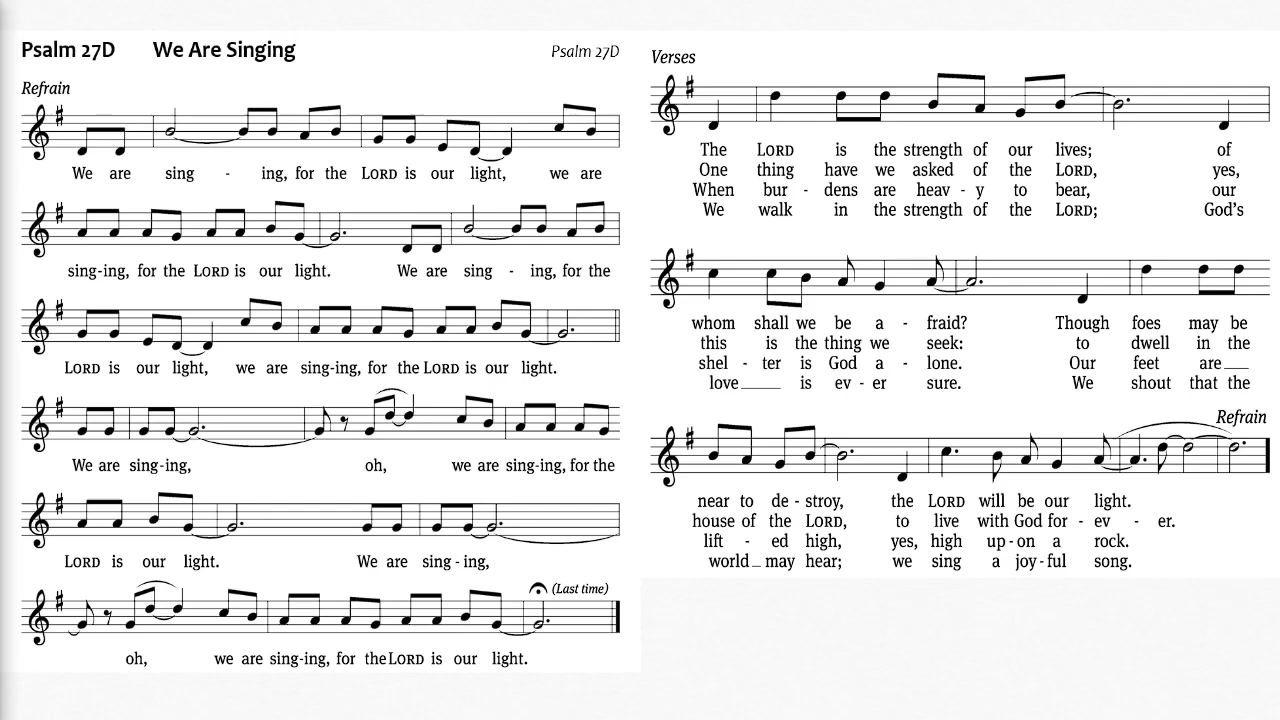 Psalm 27D We Are Singing Psalm 27D
Refrain
We are sing - ing, for the LORD is our light, we are
sing-ing, for the LORD is our light. We are sing - ing, for the
LORD is our light, we are sing-ing, for the LORD is our light.
We are sing-ing, oh, we are sing-ing, for the
LORD is our light. We are sing-ing,
(Last time)
oh, we are sing-ing, for the LORD is our light.
Verses
The LORD is the strength of our lives; of
One thing have we asked of the LORD, yes,
When bur - dens are heav - y to bear, our
We walk in the strength of the LORD; God's
whom shall we be a - fraid? Though foes may be
this is the thing we seek: to dwell in the
shel - ter is God a - lone. Our feet are__
love____ is ev - er sure. We shout that the
Refrain
near to de - stroy, the LORD will be our light.
house of the LORD, to live with God for - ev - er.
lift - ed high, yes, high up - on a rock.
world_ may hear; we sing a joy - ful song.